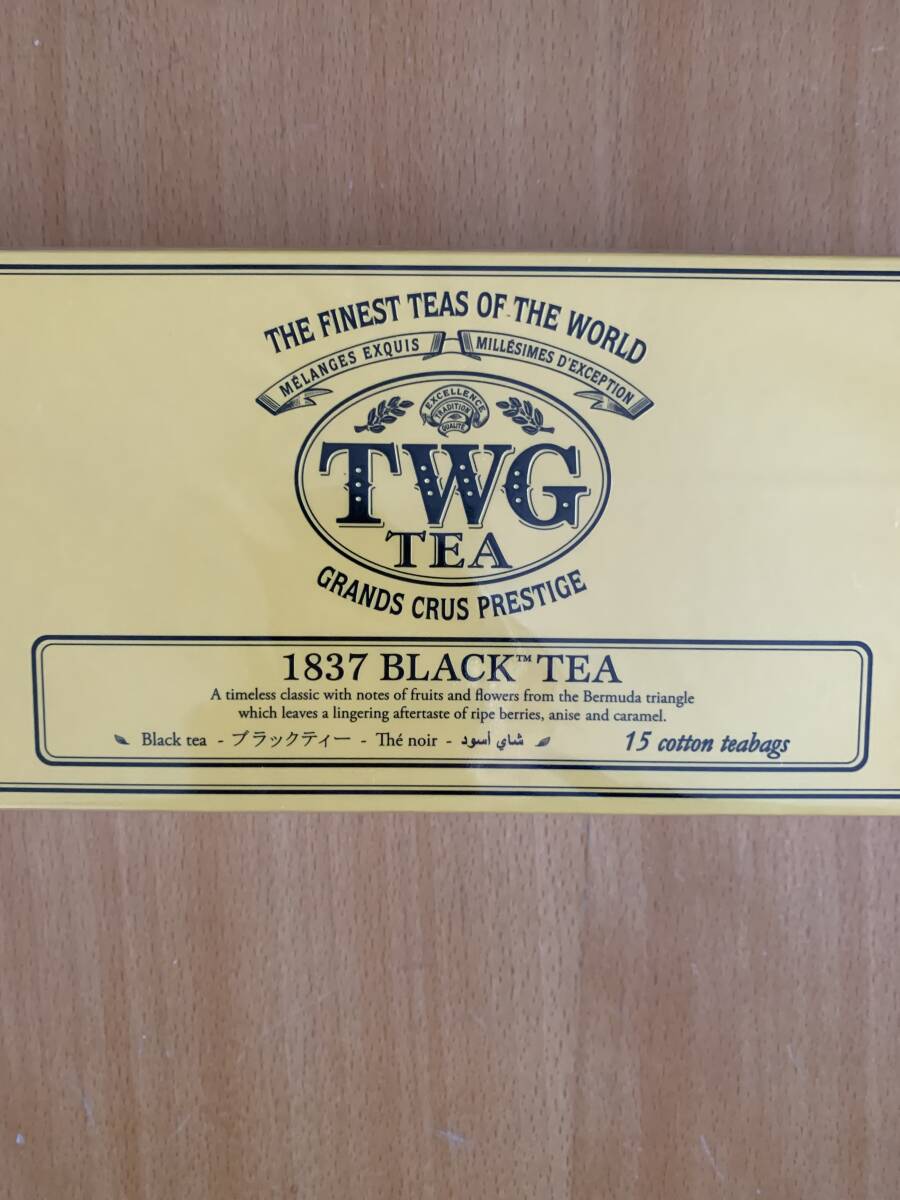 THE FINEST TEAS OF THE WORLD
MÉLANGES EXQUIS MILLÉSIMES D'EXCEPTION
EXCELLENCE
TRADITION
QUALITÉ
TWG
TEA
GRANDS CRUS PRESTIGE
1837 BLACK™ TEA
A timeless classic with notes of fruits and flowers from the Bermuda triangle
which leaves a lingering aftertaste of ripe berries, anise and caramel.
Black tea - ブラックティー - Thé noir - شاي أسود 15 cotton teabags